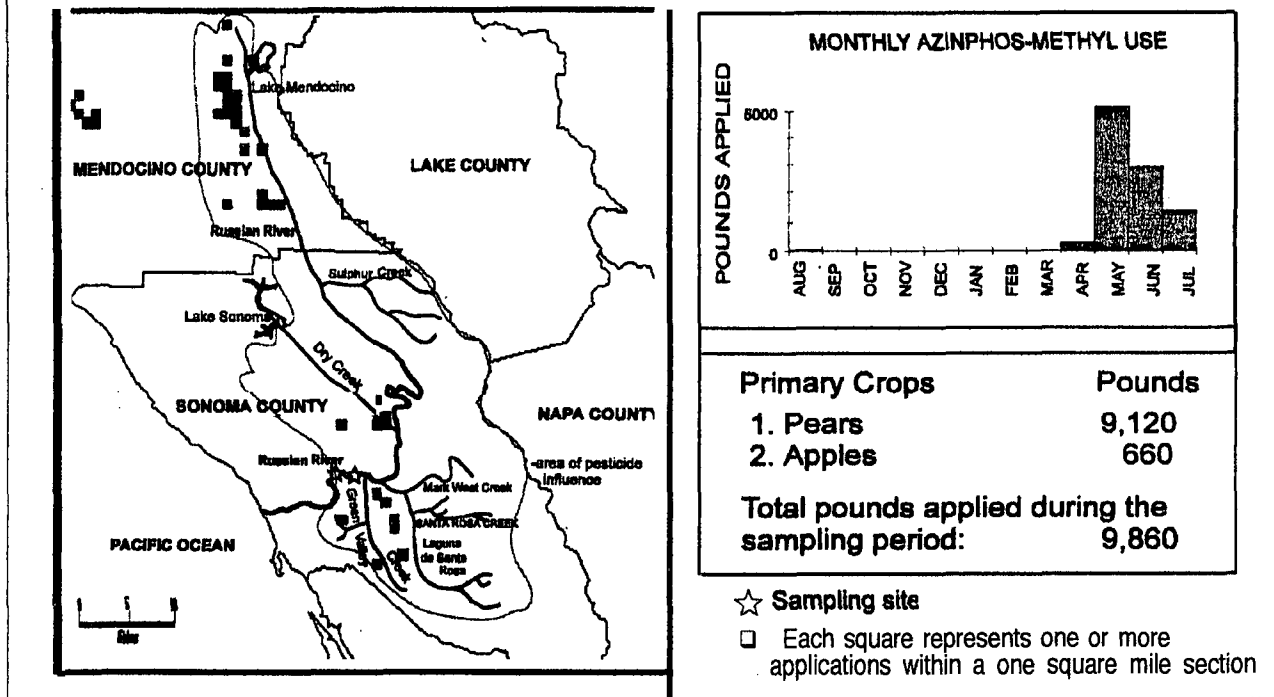 Lake Mendocino
MENDOCINO COUNTY
LAKE COUNTY
Russian River
Sulphur Creek
Lake Sonoma
Dry Creek
SONOMA COUNTY
NAPA COUNTY
Russian River
-area of pesticide
influence
Mark West Creek
Green Valley Creek
SANTA ROSA CREEK
Laguna
de Santa
Rosa
PACIFIC OCEAN
MONTHLY AZINPHOS-METHYL USE
POUNDS APPLIED
5000
0
AUG
SEP
OCT
NOV
DEC
JAN
FEB
MAR
APR
MAY
JUN
JUL
Primary Crops Pounds
1. Pears 9,120
2. Apples 660
Total pounds applied during the
sampling period: 9,860
Sampling site
Each square represents one or more
applications within a one square mile section